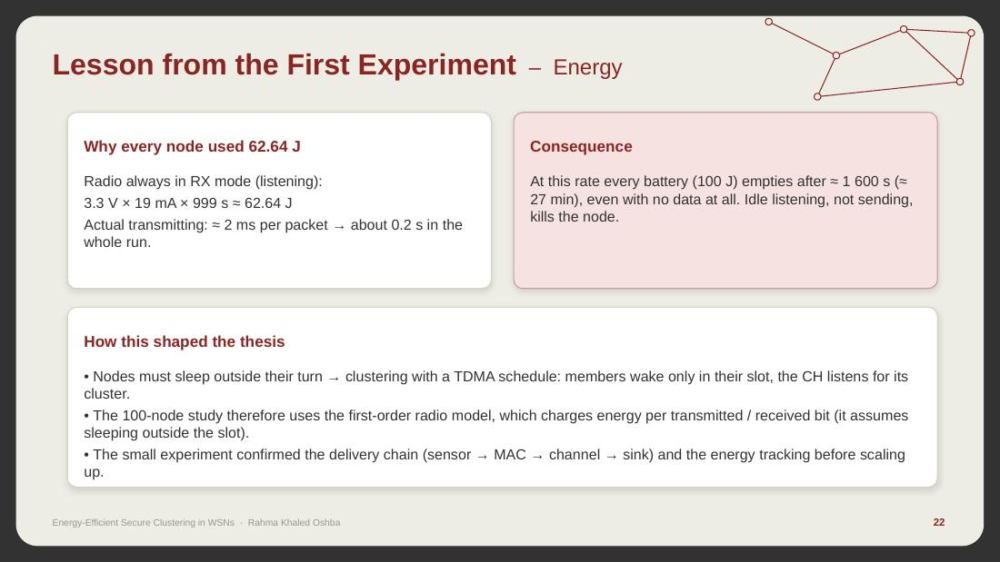 Lesson from the First Experiment – Energy
Why every node used 62.64 J
Radio always in RX mode (listening):
3.3 V × 19 mA × 999 s ≈ 62.64 J
Actual transmitting: ≈ 2 ms per packet → about 0.2 s in the
whole run.
Consequence
At this rate every battery (100 J) empties after ≈ 1 600 s (≈
27 min), even with no data at all. Idle listening, not sending,
kills the node.
How this shaped the thesis
• Nodes must sleep outside their turn → clustering with a TDMA schedule: members wake only in their slot, the CH listens for its
cluster.
• The 100-node study therefore uses the first-order radio model, which charges energy per transmitted / received bit (it assumes
sleeping outside the slot).
• The small experiment confirmed the delivery chain (sensor → MAC → channel → sink) and the energy tracking before scaling
up.
Energy-Efficient Secure Clustering in WSNs · Rahma Khaled Oshba
22